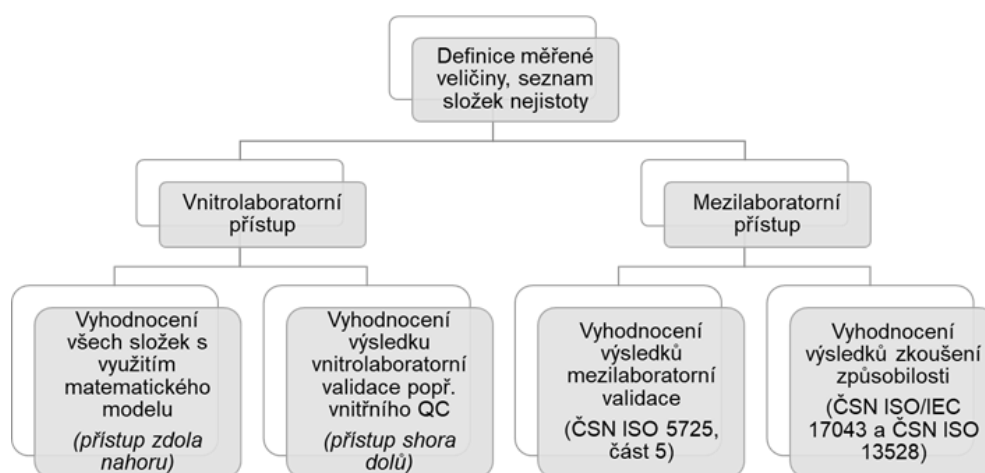 Definice měřené
veličiny, seznam
složek nejistoty
Vnitrolaboratorní
přístup
Mezilaboratorní
přístup
Vyhodnocení
všech složek s
využitím
matematického
modelu
(přístup zdola
nahoru)
Vyhodnocení
výsledku
vnitrolaboratorní
validace popř.
vnitřního QC
(přístup shora
dolů)
Vyhodnocení
výsledků
mezilaboratorní
validace
(ČSN ISO 5725,
část 5)
Vyhodnocení
výsledků zkoušení
způsobilosti
(ČSN ISO/IEC
17043 a ČSN ISO
13528)